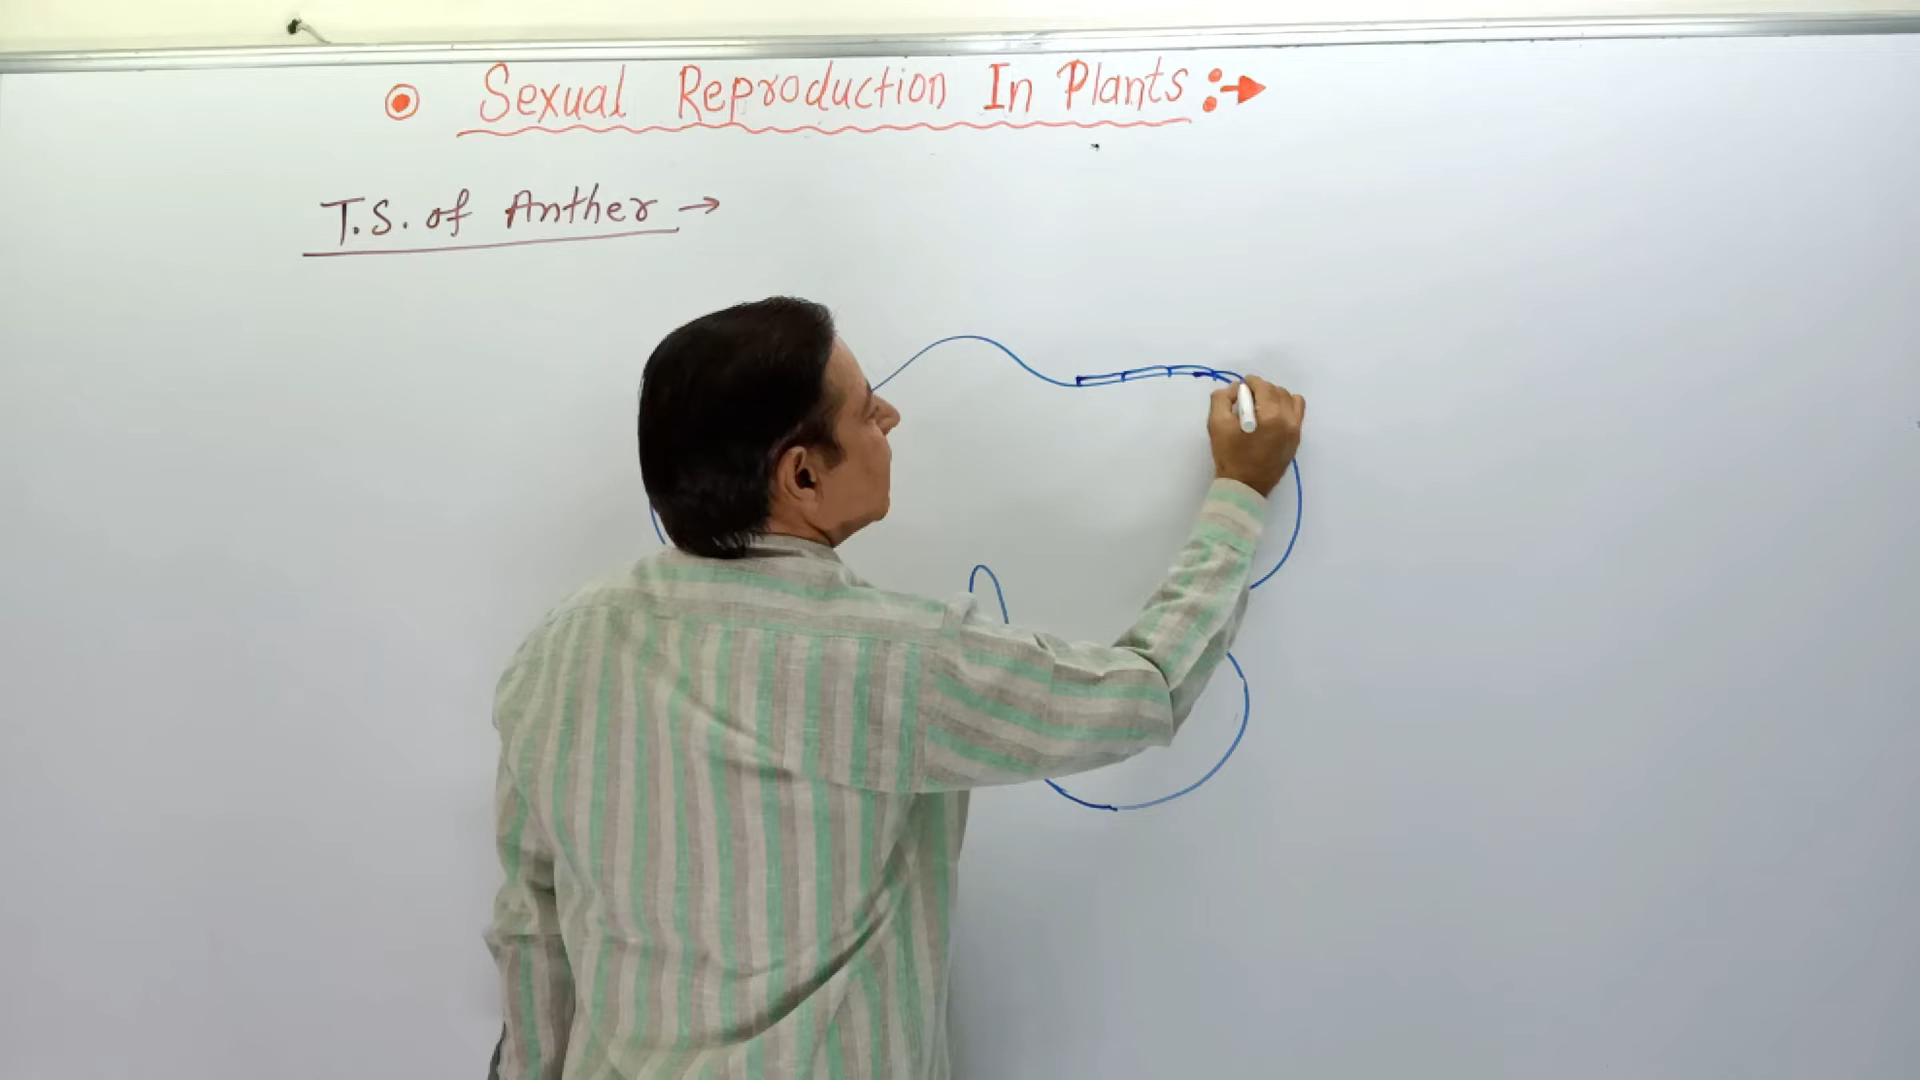 Sexual Reproduction In Plants :→
T.S. of Anther →